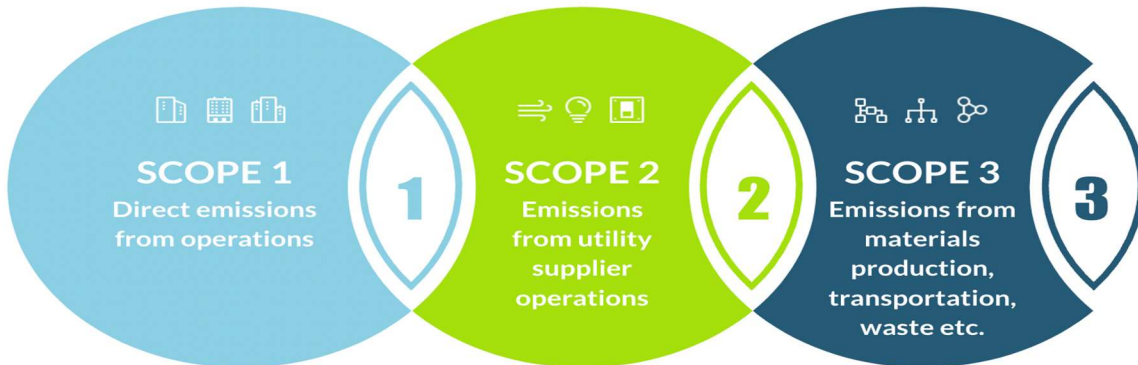 SCOPE 1
Direct emissions
from operations
1
SCOPE 2
Emissions
from utility
supplier
operations
2
SCOPE 3
Emissions from
materials
production,
transportation,
waste etc.
3